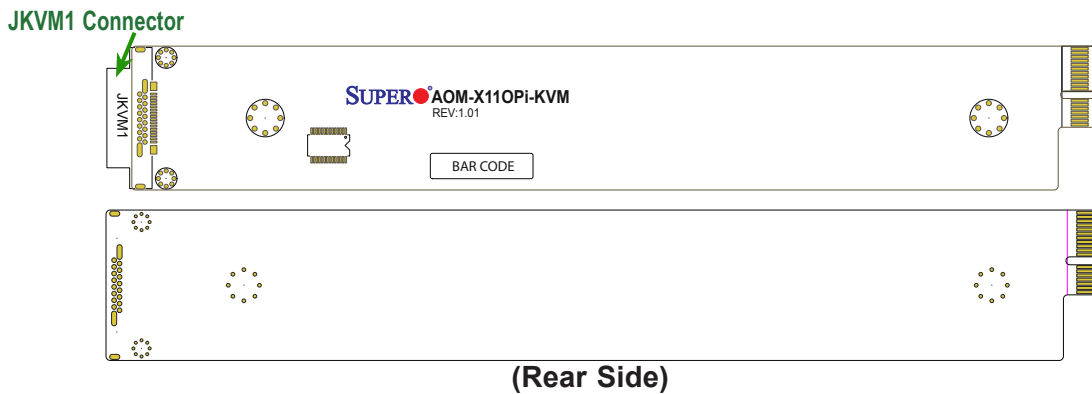 JKVM1 Connector
JKVM1
SUPER AOM-X11OPi-KVM
REV:1.01
BAR CODE
(Rear Side)